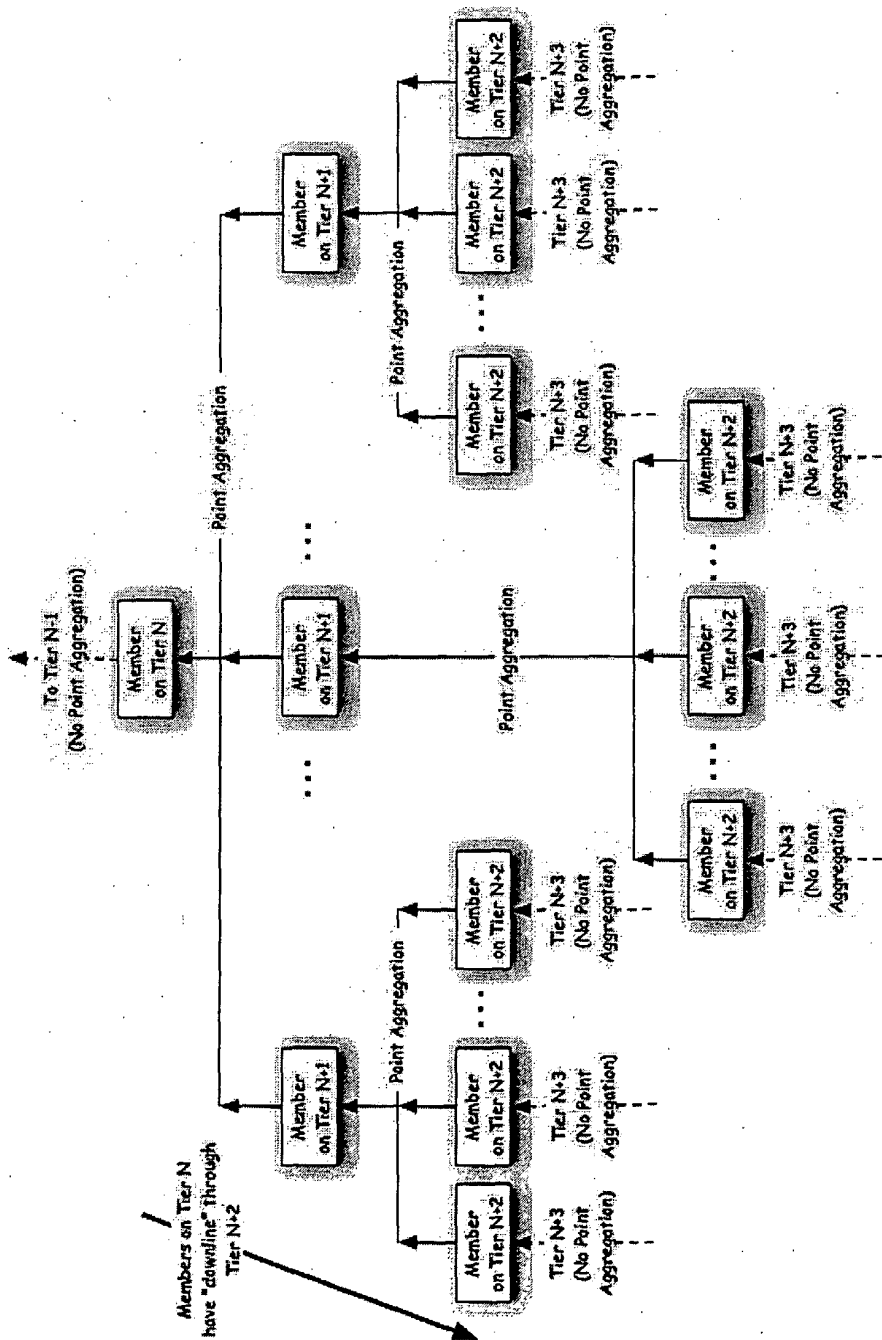 To Tier N-1
(No Point Aggregation)
Member
on Tier N
Members on Tier N
have "downline" through
Tier N+2
Point Aggregation
Member
on Tier N+1
. . .
Member
on Tier N+1
. . .
Member
on Tier N+1
Point Aggregation
Point Aggregation
Point Aggregation
Member
on Tier N+2
Member
on Tier N+2
. . .
Member
on Tier N+2
Member
on Tier N+2
. . .
Member
on Tier N+2
Member
on Tier N+2
Tier N+3
(No Point
Aggregation)
Tier N+3
(No Point
Aggregation)
Tier N+3
(No Point
Aggregation)
Tier N+3
(No Point
Aggregation)
Tier N+3
(No Point
Aggregation)
Tier N+3
(No Point
Aggregation)
Member
on Tier N+2
. . .
Member
on Tier N+2
. . .
Member
on Tier N+2
Tier N+3
(No Point
Aggregation)
Tier N+3
(No Point
Aggregation)
Tier N+3
(No Point
Aggregation)